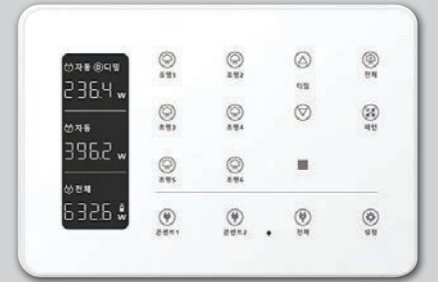 자동 D 디밍
236.4 W
자동
396.2 W
전체
632.6 W
조명1 조명2 디밍 전체
조명3 조명4 패턴
조명5 조명6
콘센트1 콘센트2 전체 설정